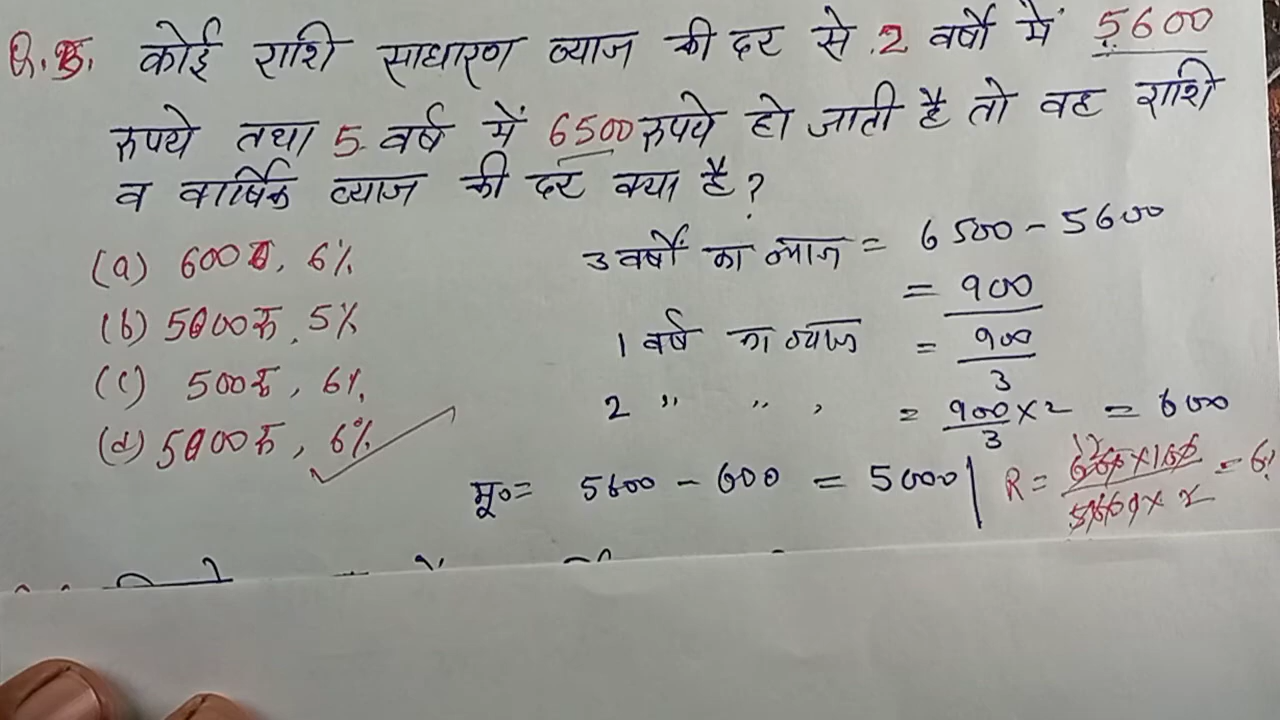 Q.5. कोई राशि साधारण ब्याज की दर से 2 वर्षों में 5600
रुपये तथा 5 वर्ष में 6500 रुपये हो जाती है तो वह राशि
व वार्षिक ब्याज की दर क्या है?
(a) 6000, 6%
(b) 5000रु, 5%
(c) 500रु, 6%
(d) 5000रु, 6%
3 वर्षों का ब्याज = 6500 - 5600
= 900
1 वर्ष का ब्याज = 900/3
2 " " , = 900/3 × 2 = 600
मू० = 5600 - 600 = 5000 | R = 600×100/5000×2 = 6%